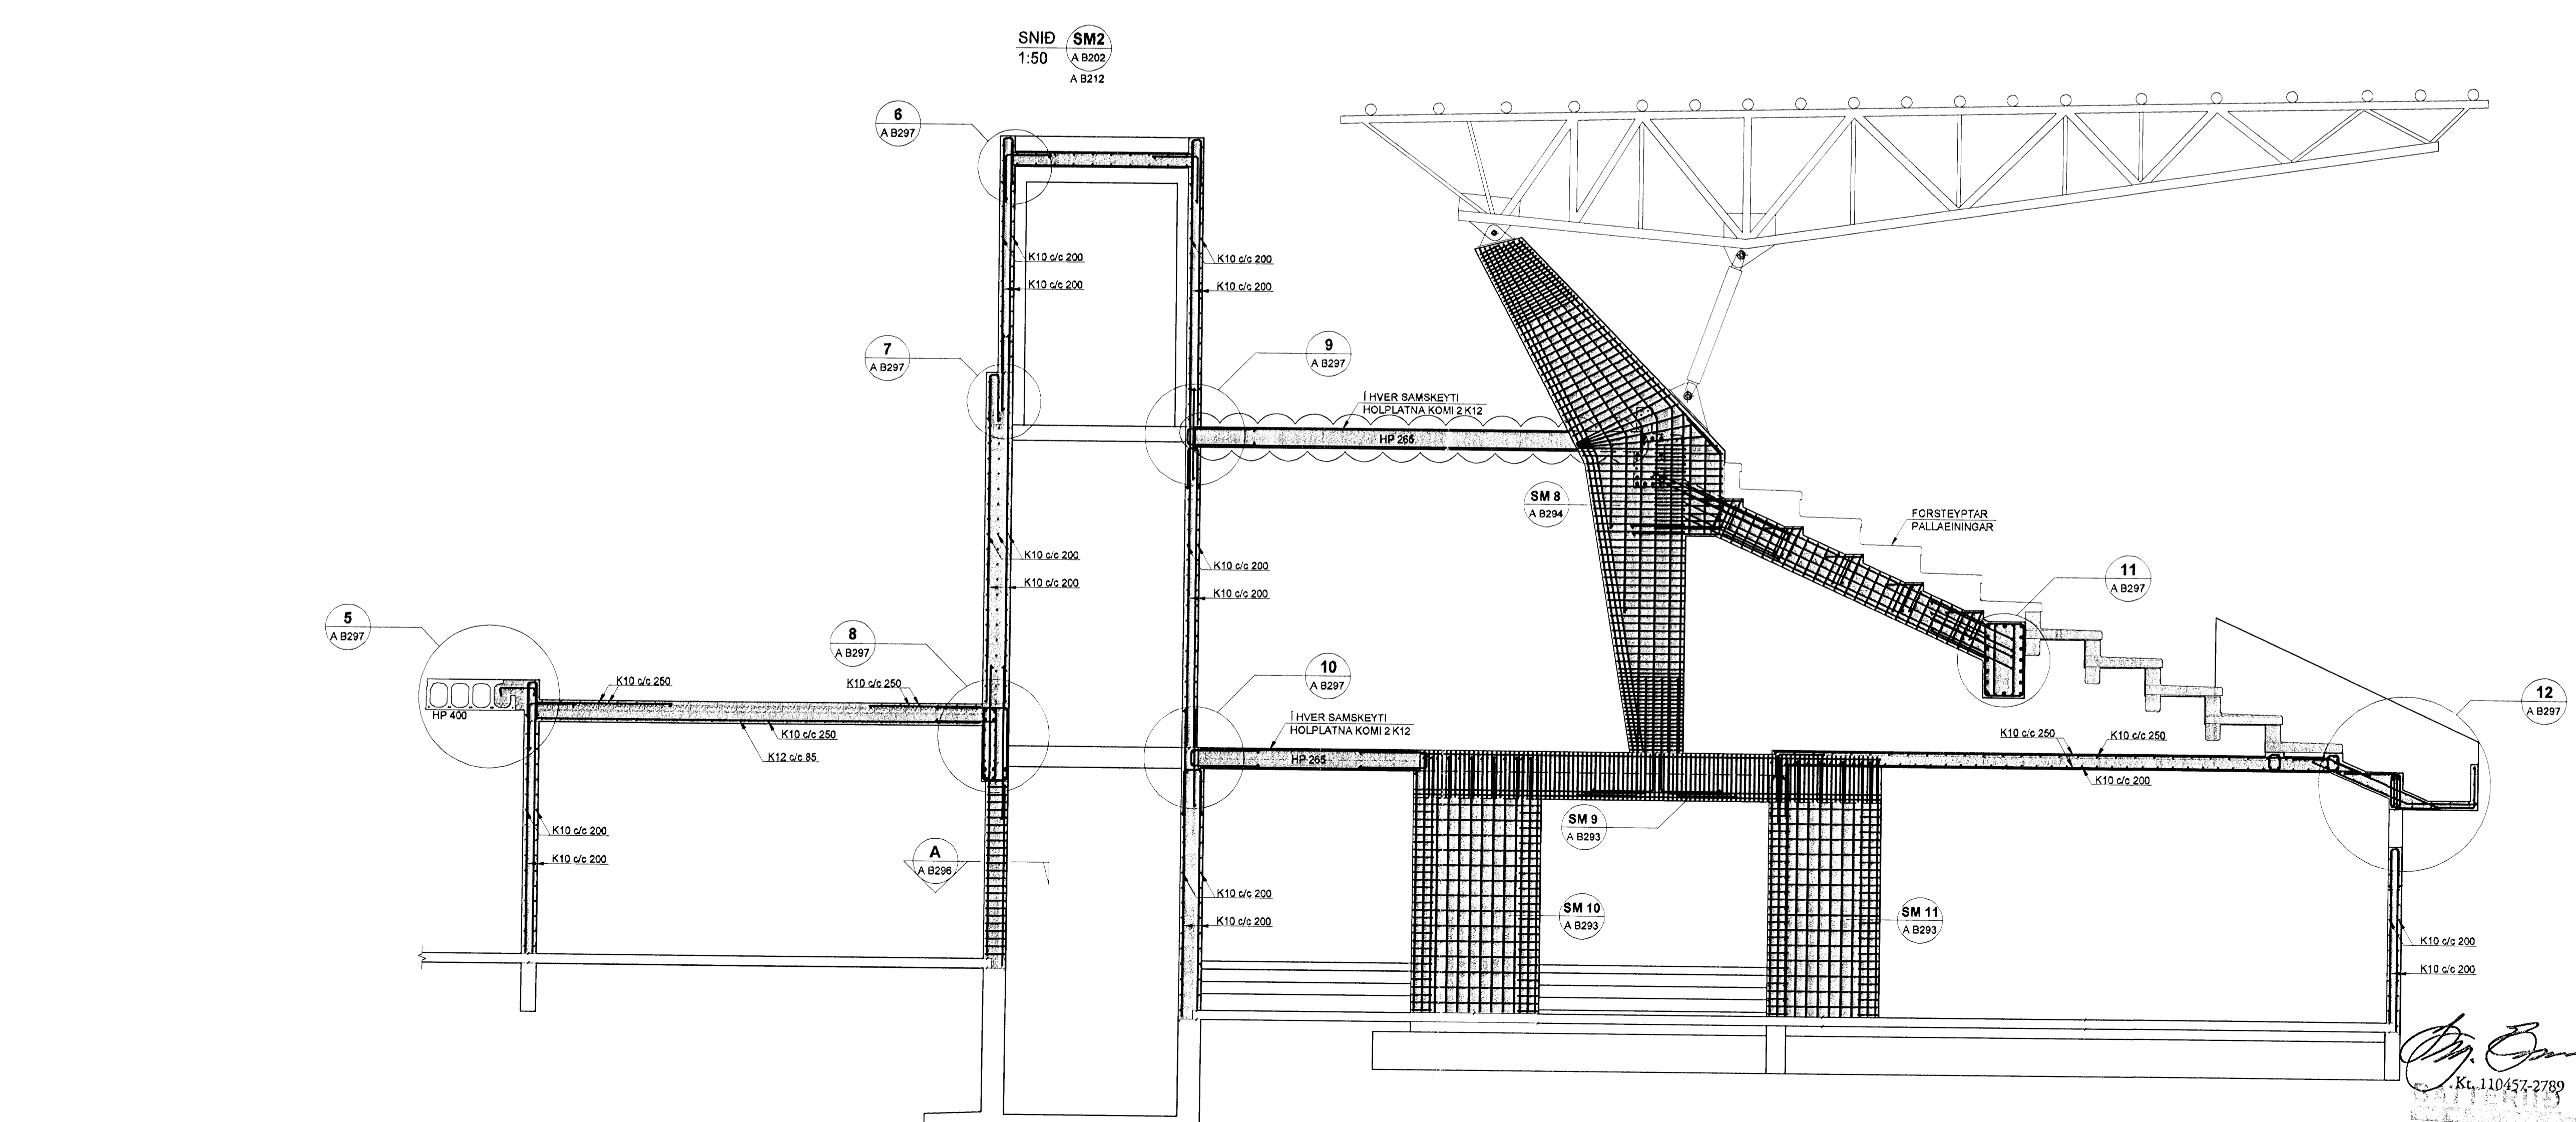 SNIÐ SM2
1:50 A B202
A B212
6
A B297
K10 c/c 200
K10 c/c 200
K10 c/c 200
K10 c/c 200
7
A B297
9
A B297
Í HVER SAMSKEYTI
HOLPLATNA KOMI 2 K12
HP 265
SM 8
A B294
FORSTEYPTAR
PALLAEININGAR
K10 c/c 200
K10 c/c 200
K10 c/c 200
K10 c/c 200
11
A B297
5
A B297
8
A B297
10
A B297
12
A B297
K10 c/c 250
K10 c/c 250
HP 400
K10 c/c 250
K12 c/c 85
Í HVER SAMSKEYTI
HOLPLATNA KOMI 2 K12
HP 265
K10 c/c 250
K10 c/c 250
K10 c/c 200
SM 9
A B293
K10 c/c 200
K10 c/c 200
A
A B296
K10 c/c 200
K10 c/c 200
SM 10
A B293
SM 11
A B293
K10 c/c 200
K10 c/c 200
Kt. 110457-2789